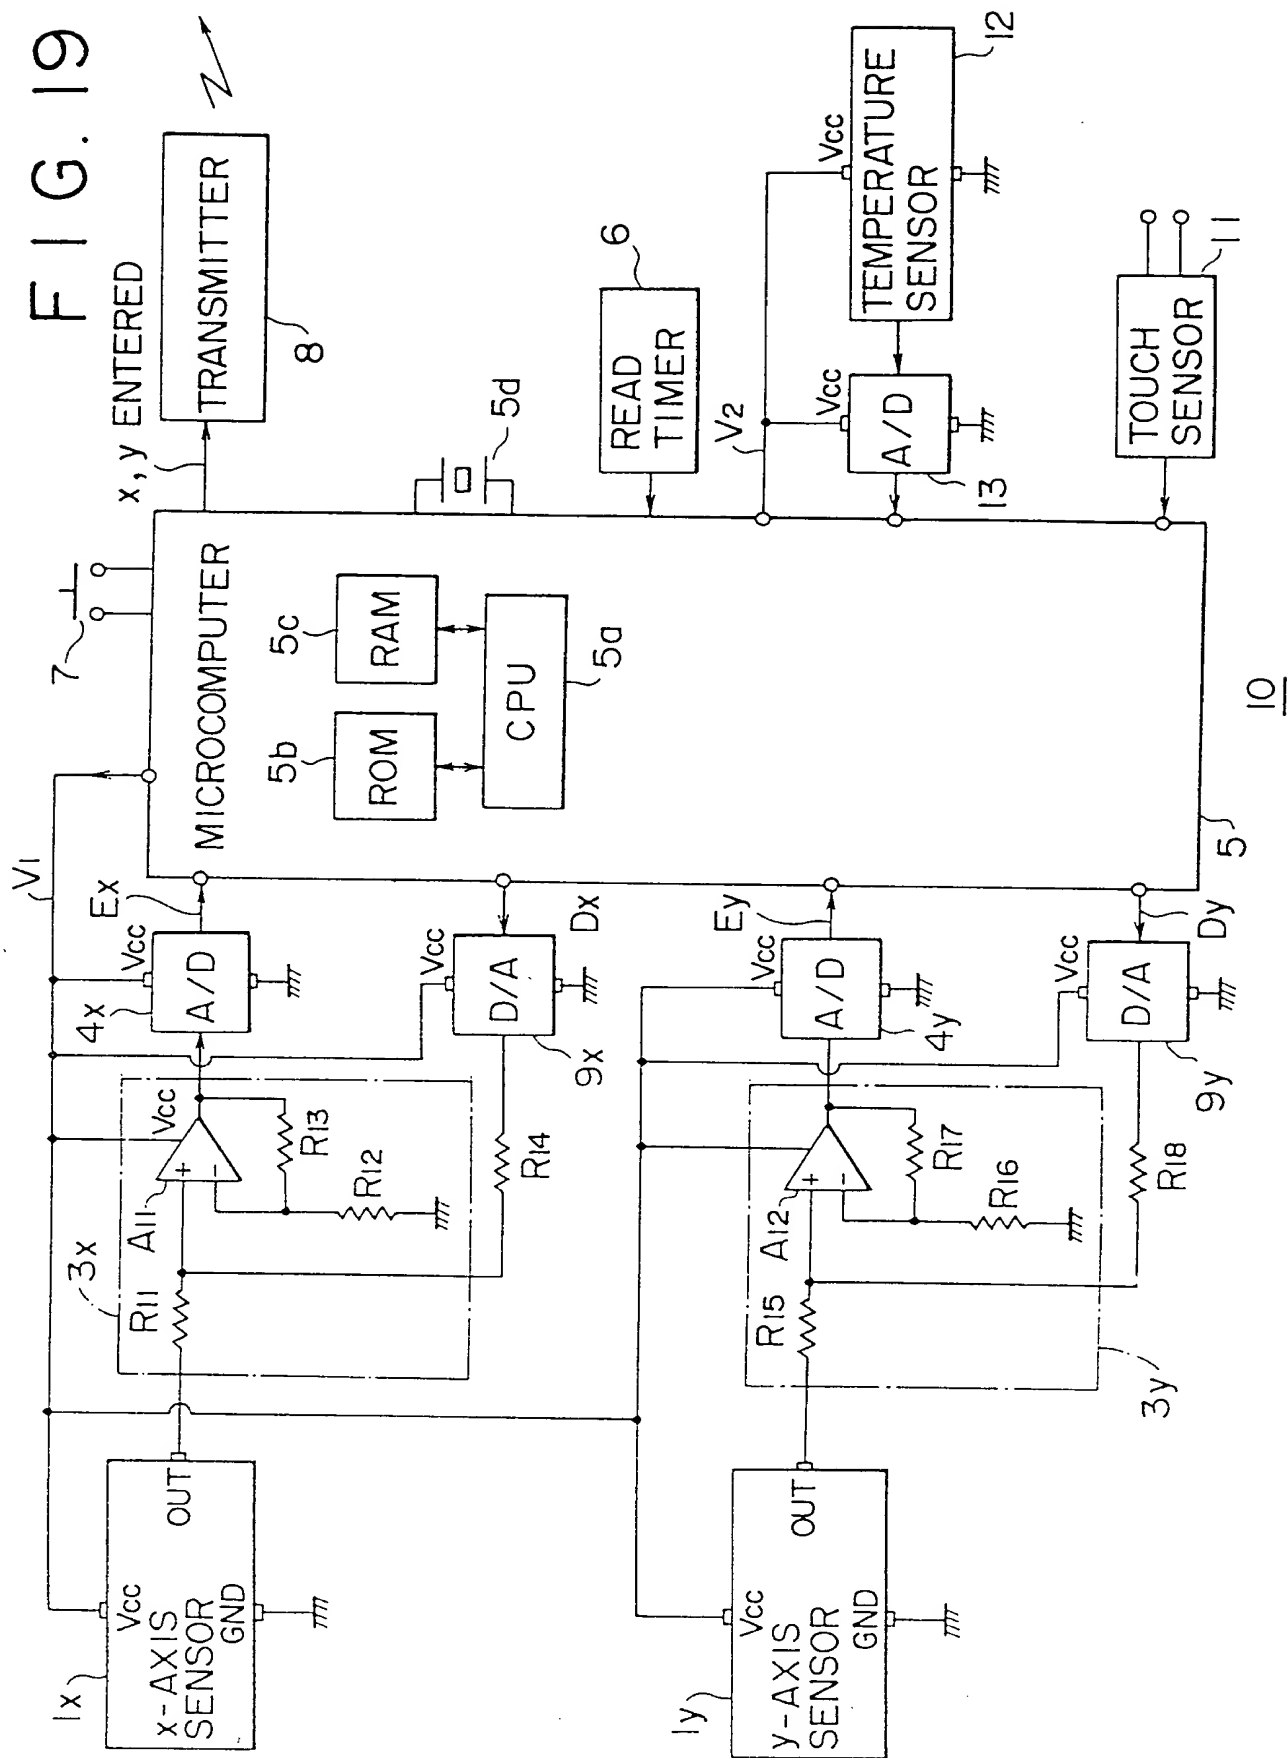 FIG. 19
x, y ENTERED
TRANSMITTER
8
7
MICROCOMPUTER
5d
5b
ROM
5c
RAM
CPU
5a
READ
TIMER
6
V2
Vcc
TEMPERATURE
SENSOR
12
Vcc
A/D
13
TOUCH
SENSOR
11
5
10
V1
1x
Vcc
x-AXIS
SENSOR
GND
OUT
3x
R11
A11
+
-
Vcc
R13
R12
R14
4x
Vcc
A/D
Ex
Vcc
D/A
9x
Dx
1y
Vcc
y-AXIS
SENSOR
GND
OUT
3y
R15
A12
+
-
R17
R16
R18
Vcc
A/D
4y
Ey
Vcc
D/A
9y
Dy